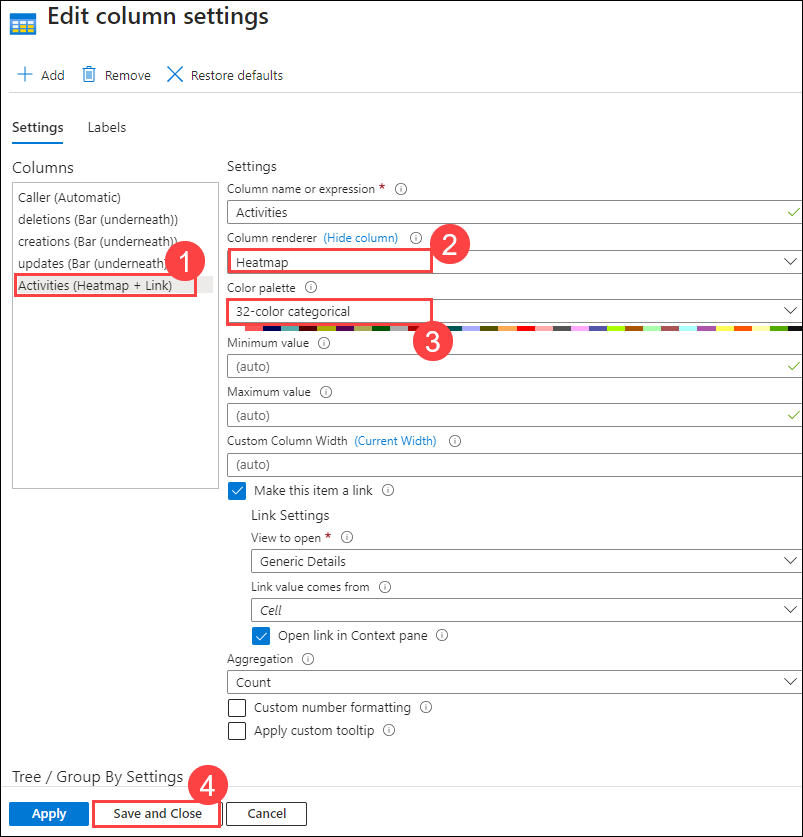 Edit column settings
Add Remove Restore defaults
Settings Labels
Columns
Caller (Automatic)
deletions (Bar (underneath))
creations (Bar (underneath))
updates (Bar (underneath)
1
Activities (Heatmap + Link)
Settings
Column name or expression *
Activities
Column renderer (Hide column)
2
Heatmap
Color palette
32-color categorical
3
Minimum value
(auto)
Maximum value
(auto)
Custom Column Width (Current Width)
(auto)
Make this item a link
Link Settings
View to open *
Generic Details
Link value comes from
Cell
Open link in Context pane
Aggregation
Count
Custom number formatting
Apply custom tooltip
Tree / Group By Settings
4
Apply Save and Close Cancel